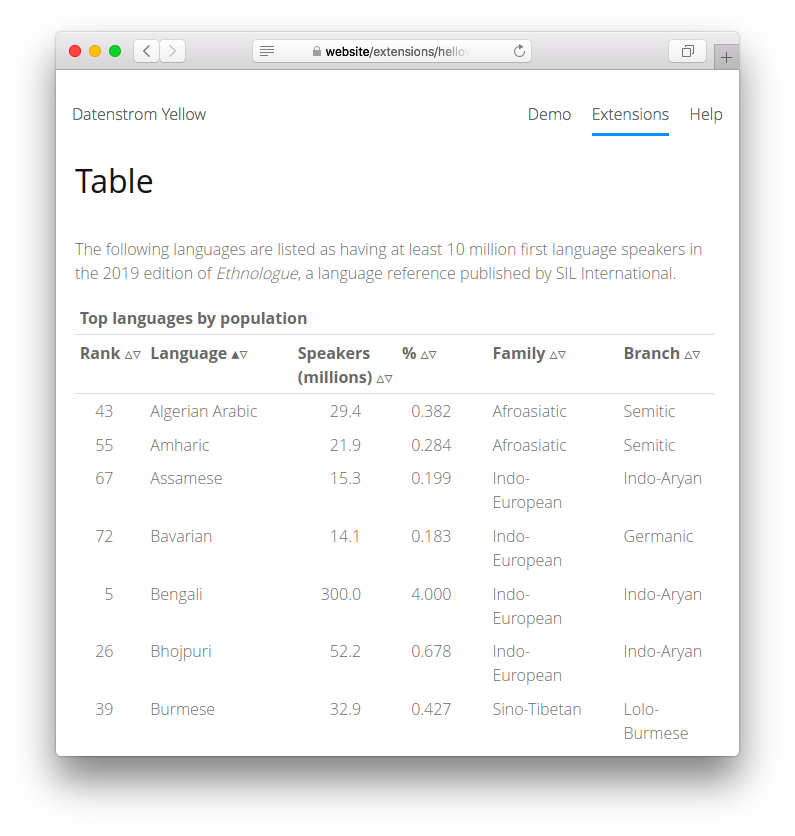 website/extensions/hello
Datenstrom Yellow Demo Extensions Help
Table
The following languages are listed as having at least 10 million first language speakers in
the 2019 edition of Ethnologue, a language reference published by SIL International.
Top languages by population
Rank △▽ Language ▲▽ Speakers % △▽ Family △▽ Branch △▽
(millions) △▽
43 Algerian Arabic 29.4 0.382 Afroasiatic Semitic
55 Amharic 21.9 0.284 Afroasiatic Semitic
67 Assamese 15.3 0.199 Indo- Indo-Aryan
European
72 Bavarian 14.1 0.183 Indo- Germanic
European
5 Bengali 300.0 4.000 Indo- Indo-Aryan
European
26 Bhojpuri 52.2 0.678 Indo- Indo-Aryan
European
39 Burmese 32.9 0.427 Sino-Tibetan Lolo-
Burmese